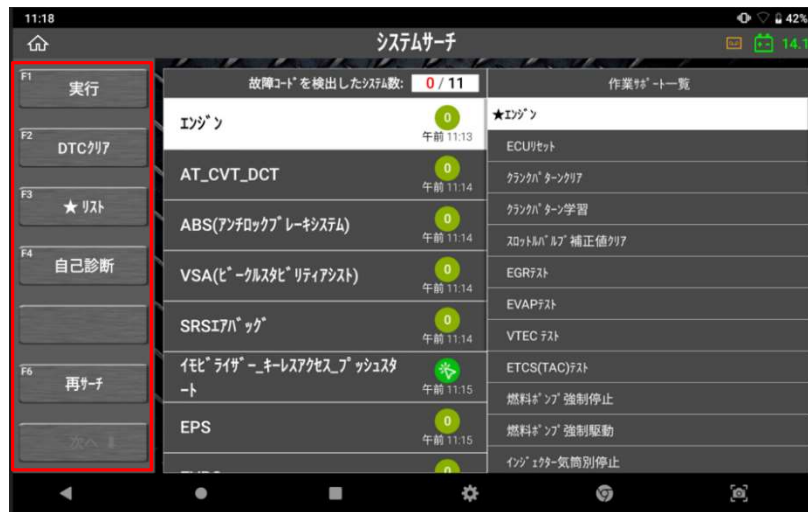 11:18
42%
システムサーチ
14.1
F1
実行
F2
DTCクリア
F3
★ リスト
F4
自己診断
F6
再サーチ
次へ ⬇
故障ｺｰﾄﾞを検出したｼｽﾃﾑ数: 0 / 11
エンジン
0
午前 11:13
AT_CVT_DCT
0
午前 11:14
ABS(アンチロックブレーキシステム)
0
午前 11:14
VSA(ビークルスタビリティアシスト)
0
午前 11:14
SRSエアバッグ
0
午前 11:14
イモビライザー_キーレスアクセス_プッシュスタ
ート
午前 11:15
EPS
0
午前 11:15
0
作業ｻﾎﾟｰﾄ一覧
★ｴﾝｼﾞﾝ
ECUﾘｾｯﾄ
ｸﾗﾝｸﾊﾟﾀｰﾝｸﾘｱ
ｸﾗﾝｸﾊﾟﾀｰﾝ学習
ｽﾛｯﾄﾙﾊﾞﾙﾌﾞ補正値ｸﾘｱ
EGRﾃｽﾄ
EVAPﾃｽﾄ
VTEC ﾃｽﾄ
ETCS(TAC)ﾃｽﾄ
燃料ﾎﾟﾝﾌﾟ強制停止
燃料ﾎﾟﾝﾌﾟ強制駆動
ｲﾝｼﾞｪｸﾀｰ気筒別停止